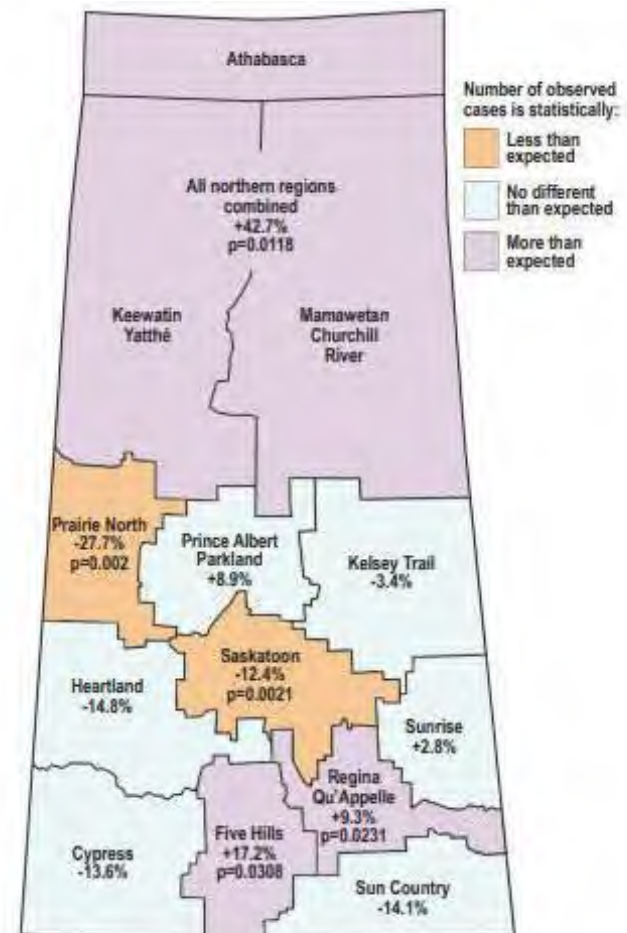 Athabasca
Number of observed
cases is statistically:
Less than
expected
No different
than expected
More than
expected
All northern regions
combined
+42.7%
p=0.0118
Keewatin
Yatthé
Mamawetan
Churchill
River
Prairie North
-27.7%
p=0.002
Prince Albert
Parkland
+8.9%
Kelsey Trail
-3.4%
Saskatoon
-12.4%
p=0.0021
Heartland
-14.8%
Sunrise
+2.8%
Regina
Qu'Appelle
+9.3%
p=0.0231
Five Hills
+17.2%
p=0.0308
Cypress
-13.6%
Sun Country
-14.1%